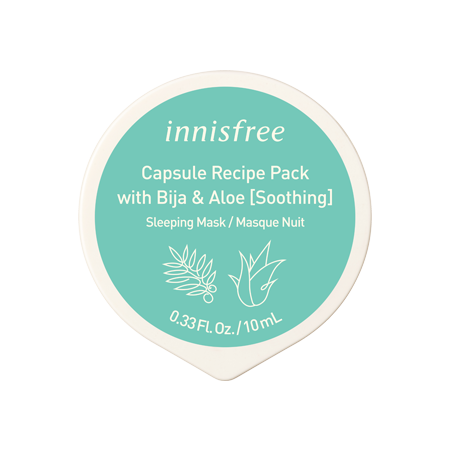 innisfree
Capsule Recipe Pack
with Bija & Aloe [Soothing]
Sleeping Mask / Masque Nuit
0.33 Fl. Oz. / 10 mL